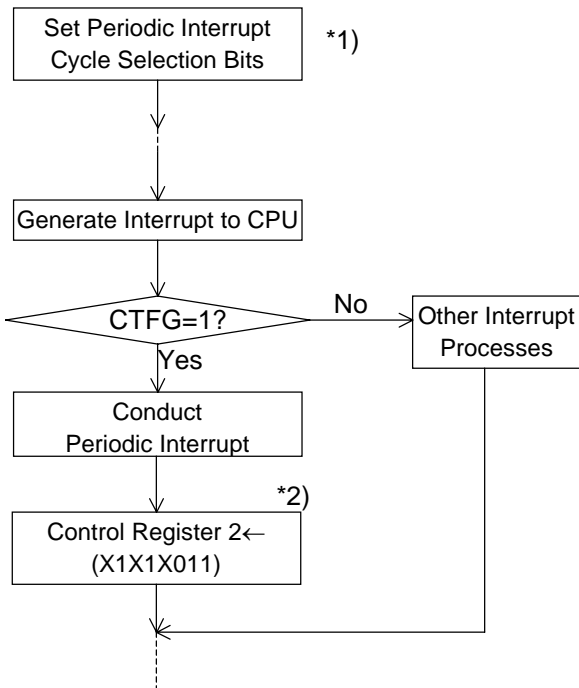 Set Periodic Interrupt
Cycle Selection Bits
*1)
Generate Interrupt to CPU
CTFG=1?
No
Other Interrupt
Processes
Yes
Conduct
Periodic Interrupt
*2)
Control Register 2←
(X1X1X011)